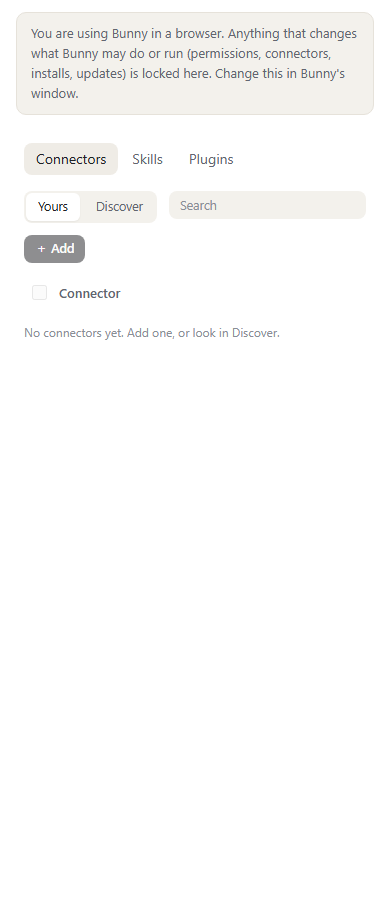 You are using Bunny in a browser. Anything that changes
what Bunny may do or run (permissions, connectors,
installs, updates) is locked here. Change this in Bunny's
window.
Connectors Skills Plugins
Yours Discover Search
+ Add
Connector
No connectors yet. Add one, or look in Discover.